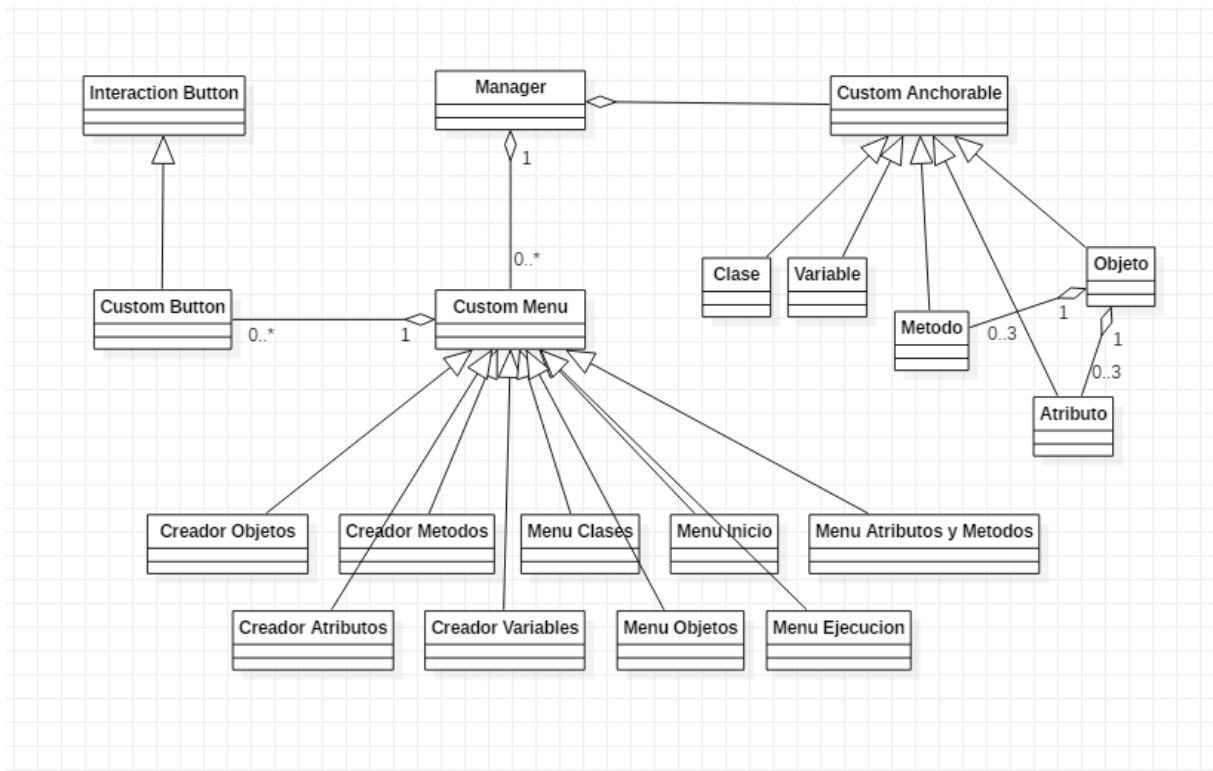 Interaction Button
Manager
Custom Anchorable
1
0..*
Clase
Variable
Objeto
Metodo
0..3
1
1
0..3
Atributo
Custom Button
0..*
1
Custom Menu
Creador Objetos
Creador Metodos
Menu Clases
Menu Inicio
Menu Atributos y Metodos
Creador Atributos
Creador Variables
Menu Objetos
Menu Ejecucion